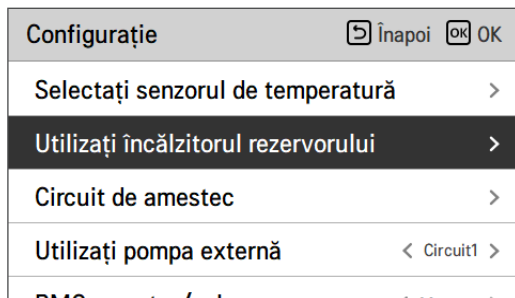 Configurație Înapoi OK OK
Selectați senzorul de temperatură
Utilizați încălzitorul rezervorului
Circuit de amestec
Utilizați pompa externă < Circuit1 >